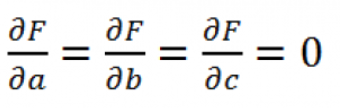 ∂F/∂a = ∂F/∂b = ∂F/∂c = 0